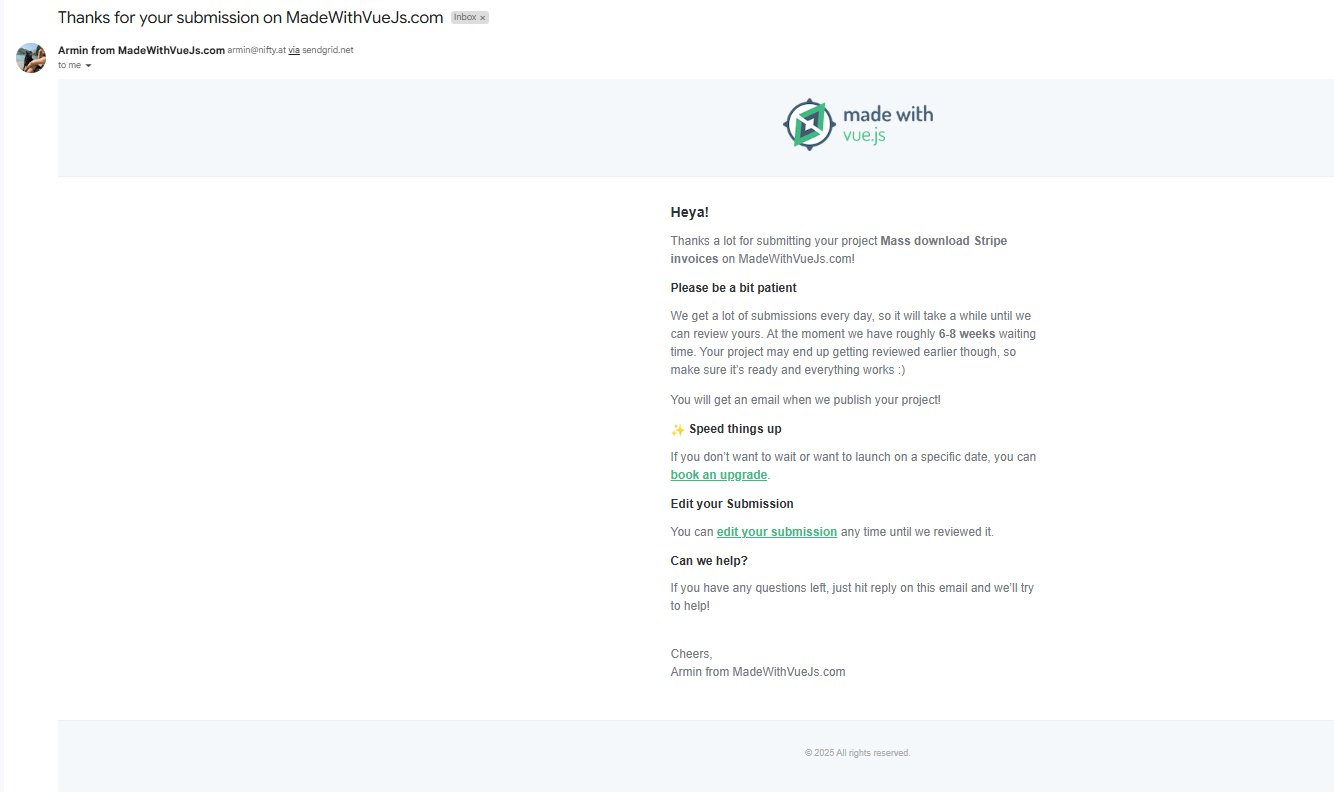 Thanks for your submission on MadeWithVueJs.com Inbox ×
Armin from MadeWithVueJs.com armin@nifty.at via sendgrid.net
to me
made with
vue.js
Heya!
Thanks a lot for submitting your project Mass download Stripe
invoices on MadeWithVueJs.com!
Please be a bit patient
We get a lot of submissions every day, so it will take a while until we
can review yours. At the moment we have roughly 6-8 weeks waiting
time. Your project may end up getting reviewed earlier though, so
make sure it’s ready and everything works :)
You will get an email when we publish your project!
✨ Speed things up
If you don’t want to wait or want to launch on a specific date, you can
book an upgrade.
Edit your Submission
You can edit your submission any time until we reviewed it.
Can we help?
If you have any questions left, just hit reply on this email and we’ll try
to help!
Cheers,
Armin from MadeWithVueJs.com
© 2025 All rights reserved.